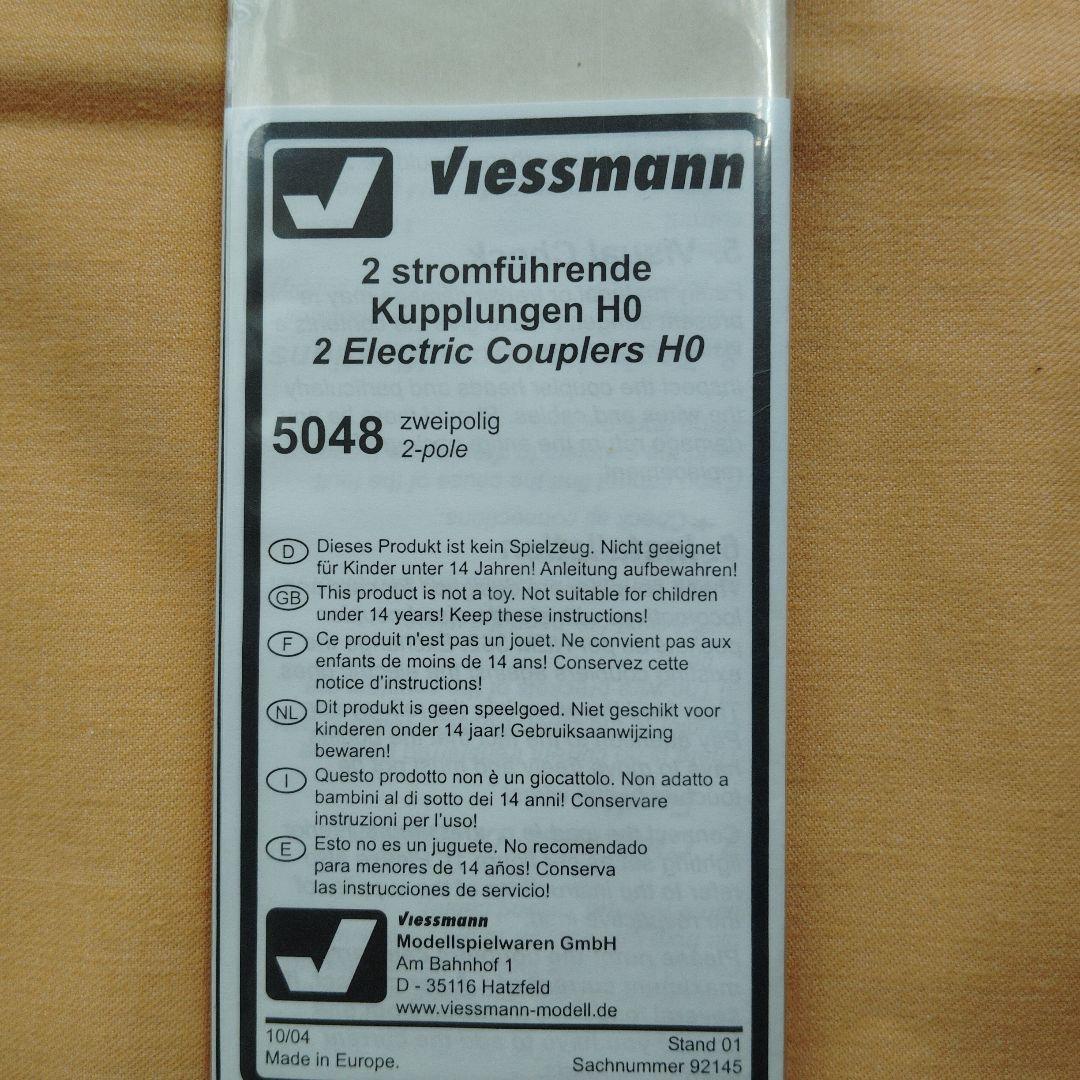 Viessmann
2 stromführende
Kupplungen H0
2 Electric Couplers H0
5048 zweipolig
2-pole
D Dieses Produkt ist kein Spielzeug. Nicht geeignet
für Kinder unter 14 Jahren! Anleitung aufbewahren!
GB This product is not a toy. Not suitable for children
under 14 years! Keep these instructions!
F Ce produit n'est pas un jouet. Ne convient pas aux
enfants de moins de 14 ans! Conservez cette
notice d'instructions!
NL Dit produkt is geen speelgoed. Niet geschikt voor
kinderen onder 14 jaar! Gebruiksaanwijzing
bewaren!
I Questo prodotto non è un giocattolo. Non adatto a
bambini al di sotto dei 14 anni! Conservare
instruzioni per l'uso!
E Esto no es un juguete. No recomendado
para menores de 14 años! Conserva
las instrucciones de servicio!
Viessmann
Modellspielwaren GmbH
Am Bahnhof 1
D - 35116 Hatzfeld
www.viessmann-modell.de
10/04
Made in Europe.
Stand 01
Sachnummer 92145